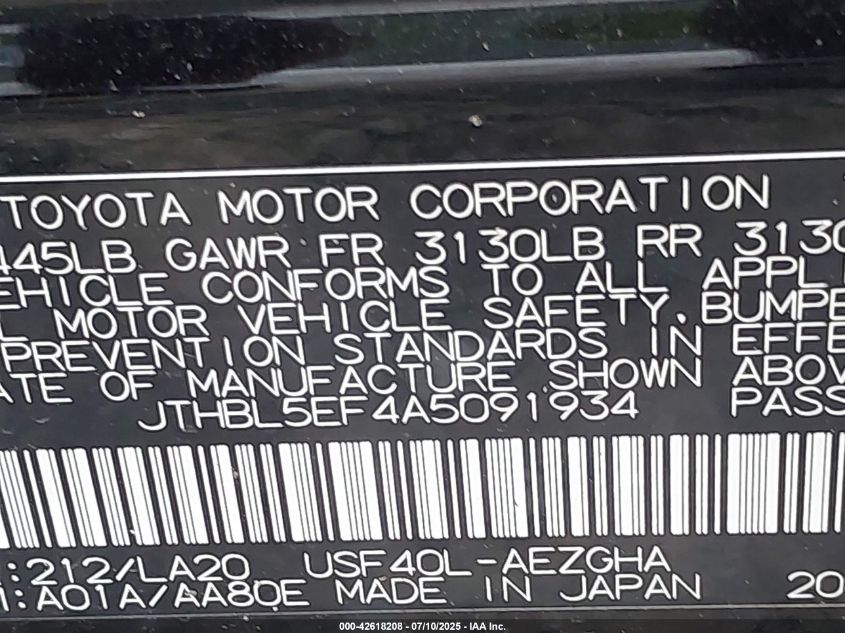 TOYOTA MOTOR CORPORATION
445LB GAWR FR 3130LB RR 3130
EHICLE CONFORMS TO ALL APPLI
L MOTOR VEHICLE SAFETY, BUMPE
PREVENTION STANDARDS IN EFFE
ATE OF MANUFACTURE SHOWN ABOV
JTHBL5EF4A5091934 PASS
:212/LA20 USF40L-AEZGHA
:A01A/AA80E MADE IN JAPAN 20
000-42618208 - 07/10/2025 - IAA Inc.